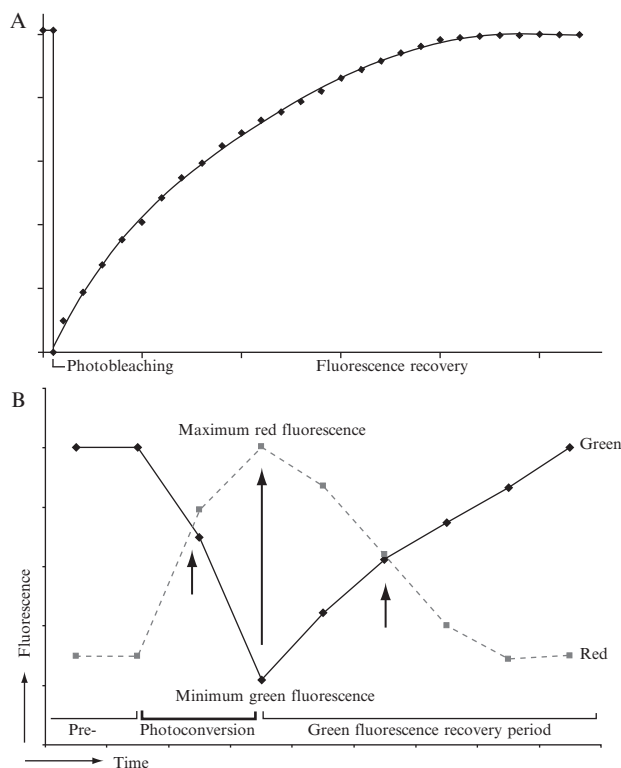 A
Photobleaching
Fluorescence recovery
B
Maximum red fluorescence
Green
Fluorescence
Red
Minimum green fluorescence
Pre-
Photoconversion
Green fluorescence recovery period
Time